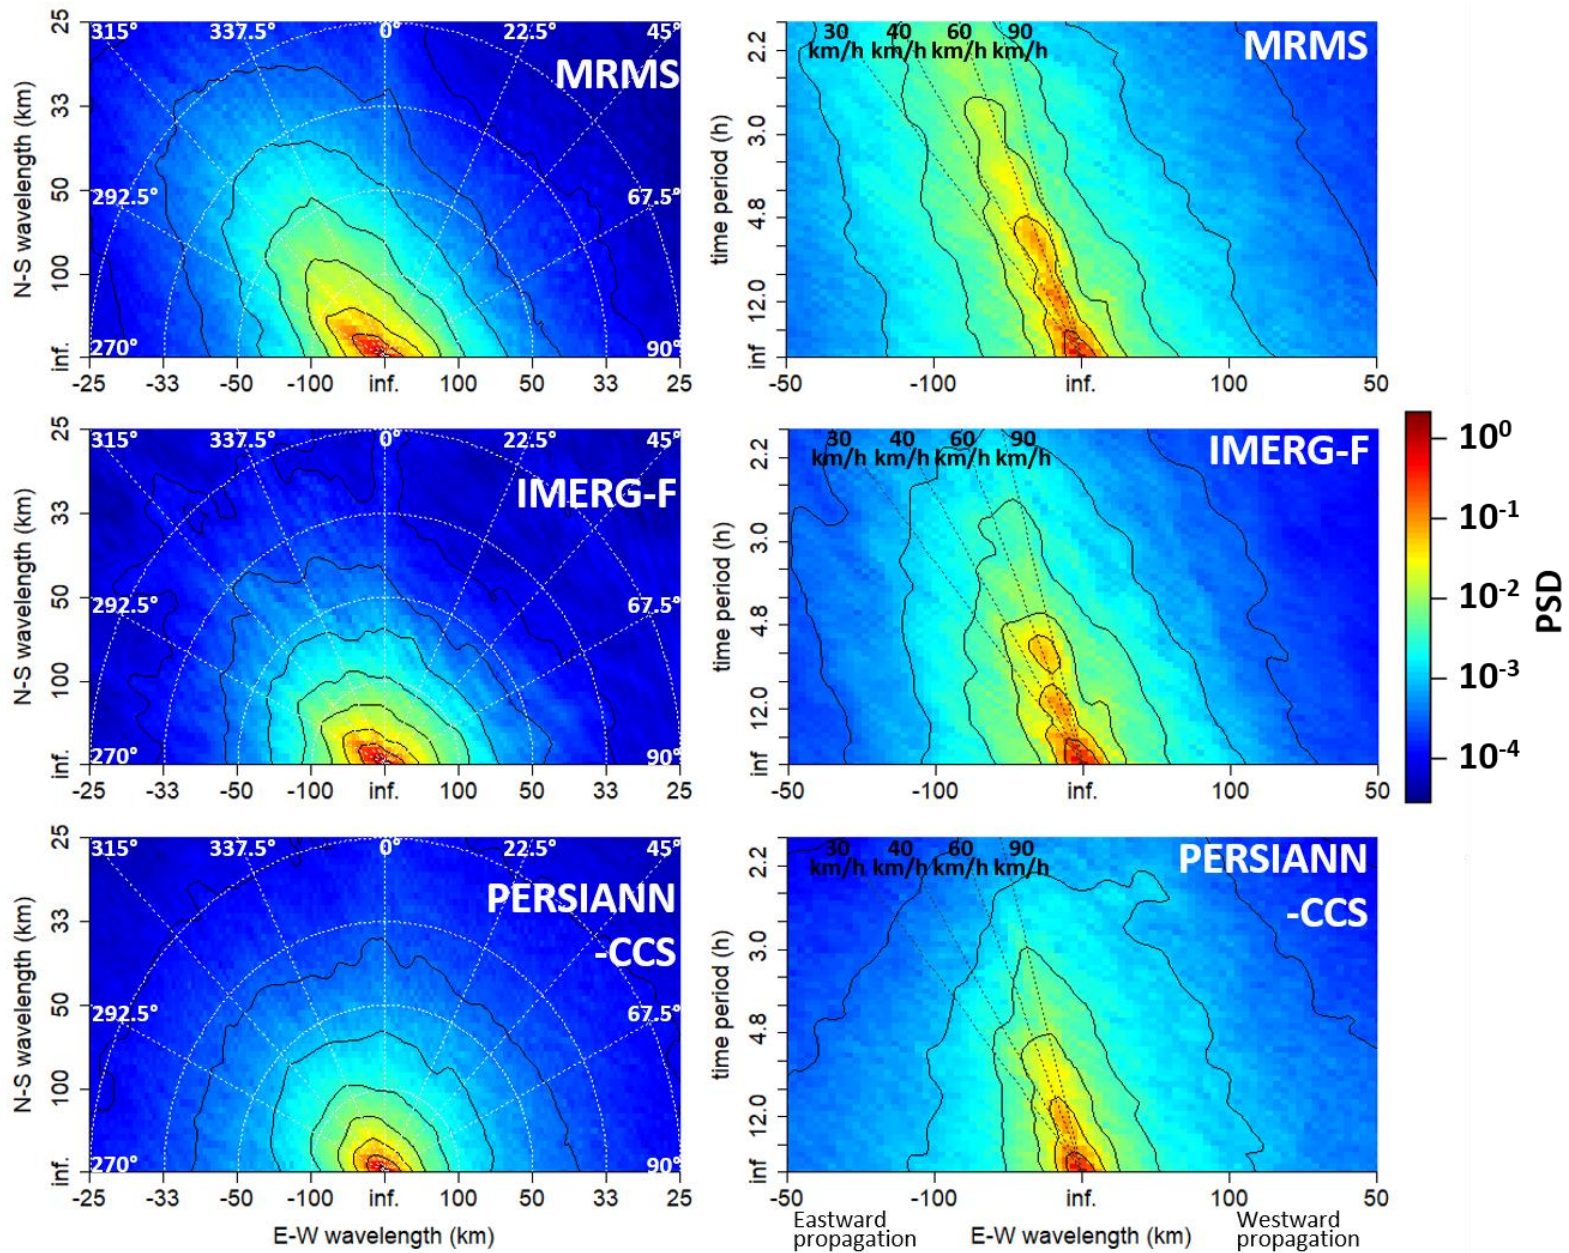 25
33
50
100
inf.
N-S wavelength (km)
315°
337.5°
0°
22.5°
45°
292.5°
67.5°
270°
90°
MRMS
-25
-33
-50
-100
inf.
100
50
33
25
2.2
3.0
4.8
12.0
inf
time period (h)
30 40 60 90
km/h km/h km/h km/h
MRMS
-50
-100
inf.
100
50
25
33
50
100
inf.
N-S wavelength (km)
315°
337.5°
0°
22.5°
45°
292.5°
67.5°
270°
90°
IMERG-F
-25
-33
-50
-100
inf.
100
50
33
25
2.2
3.0
4.8
12.0
inf
time period (h)
30 40 60 90
km/h km/h km/h km/h
IMERG-F
-50
-100
inf.
100
50
10⁰
10⁻¹
10⁻²
10⁻³
10⁻⁴
PSD
25
33
50
100
inf.
N-S wavelength (km)
315°
337.5°
0°
22.5°
45°
292.5°
67.5°
270°
90°
PERSIANN
-CCS
-25
-33
-50
-100
inf.
100
50
33
25
E-W wavelength (km)
2.2
3.0
4.8
12.0
inf
time period (h)
30 40 60 90
km/h km/h km/h km/h
PERSIANN
-CCS
-50
-100
inf.
100
50
Eastward
propagation
E-W wavelength (km)
Westward
propagation